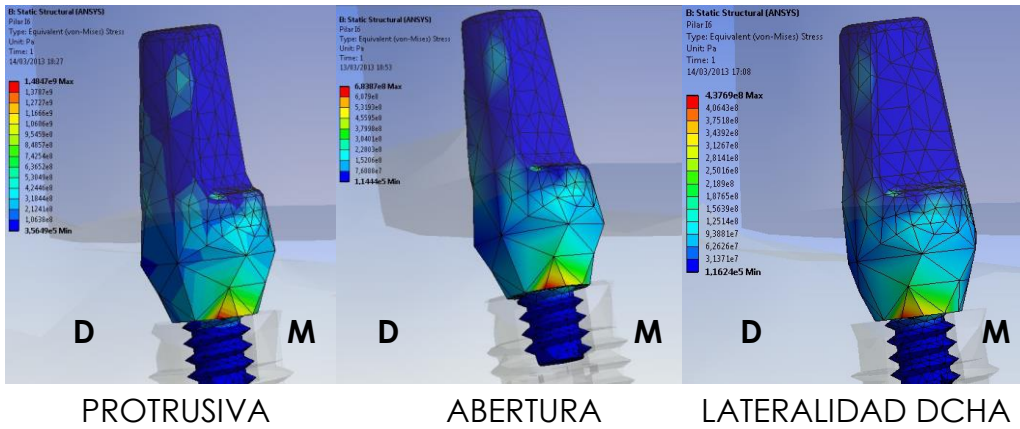 B: Static Structural (ANSYS)
Pilar I6
Type: Equivalent (von-Mises) Stress
Unit: Pa
Time: 1
14/03/2013 18:27
1,4847e9 Max
1,3787e9
1,2727e9
1,1666e9
1,0606e9
9,5459e8
8,4857e8
7,4254e8
6,3652e8
5,3049e8
4,2446e8
3,1844e8
2,1241e8
1,0638e8
3,5649e5 Min
D
M
PROTRUSIVA
B: Static Structural (ANSYS)
Pilar I6
Type: Equivalent (von-Mises) Stress
Unit: Pa
Time: 1
13/03/2013 18:53
6,8387e8 Max
6,079e8
5,3193e8
4,5595e8
3,7998e8
3,0401e8
2,2803e8
1,5206e8
7,6088e7
1,1444e5 Min
D
M
ABERTURA
B: Static Structural (ANSYS)
Pilar I6
Type: Equivalent (von-Mises) Stress
Unit: Pa
Time: 1
14/03/2013 17:08
4,3769e8 Max
4,0643e8
3,7518e8
3,4392e8
3,1267e8
2,8141e8
2,5016e8
2,189e8
1,8765e8
1,5639e8
1,2514e8
9,3881e7
6,2626e7
3,1371e7
1,1624e5 Min
D
M
LATERALIDAD DCHA